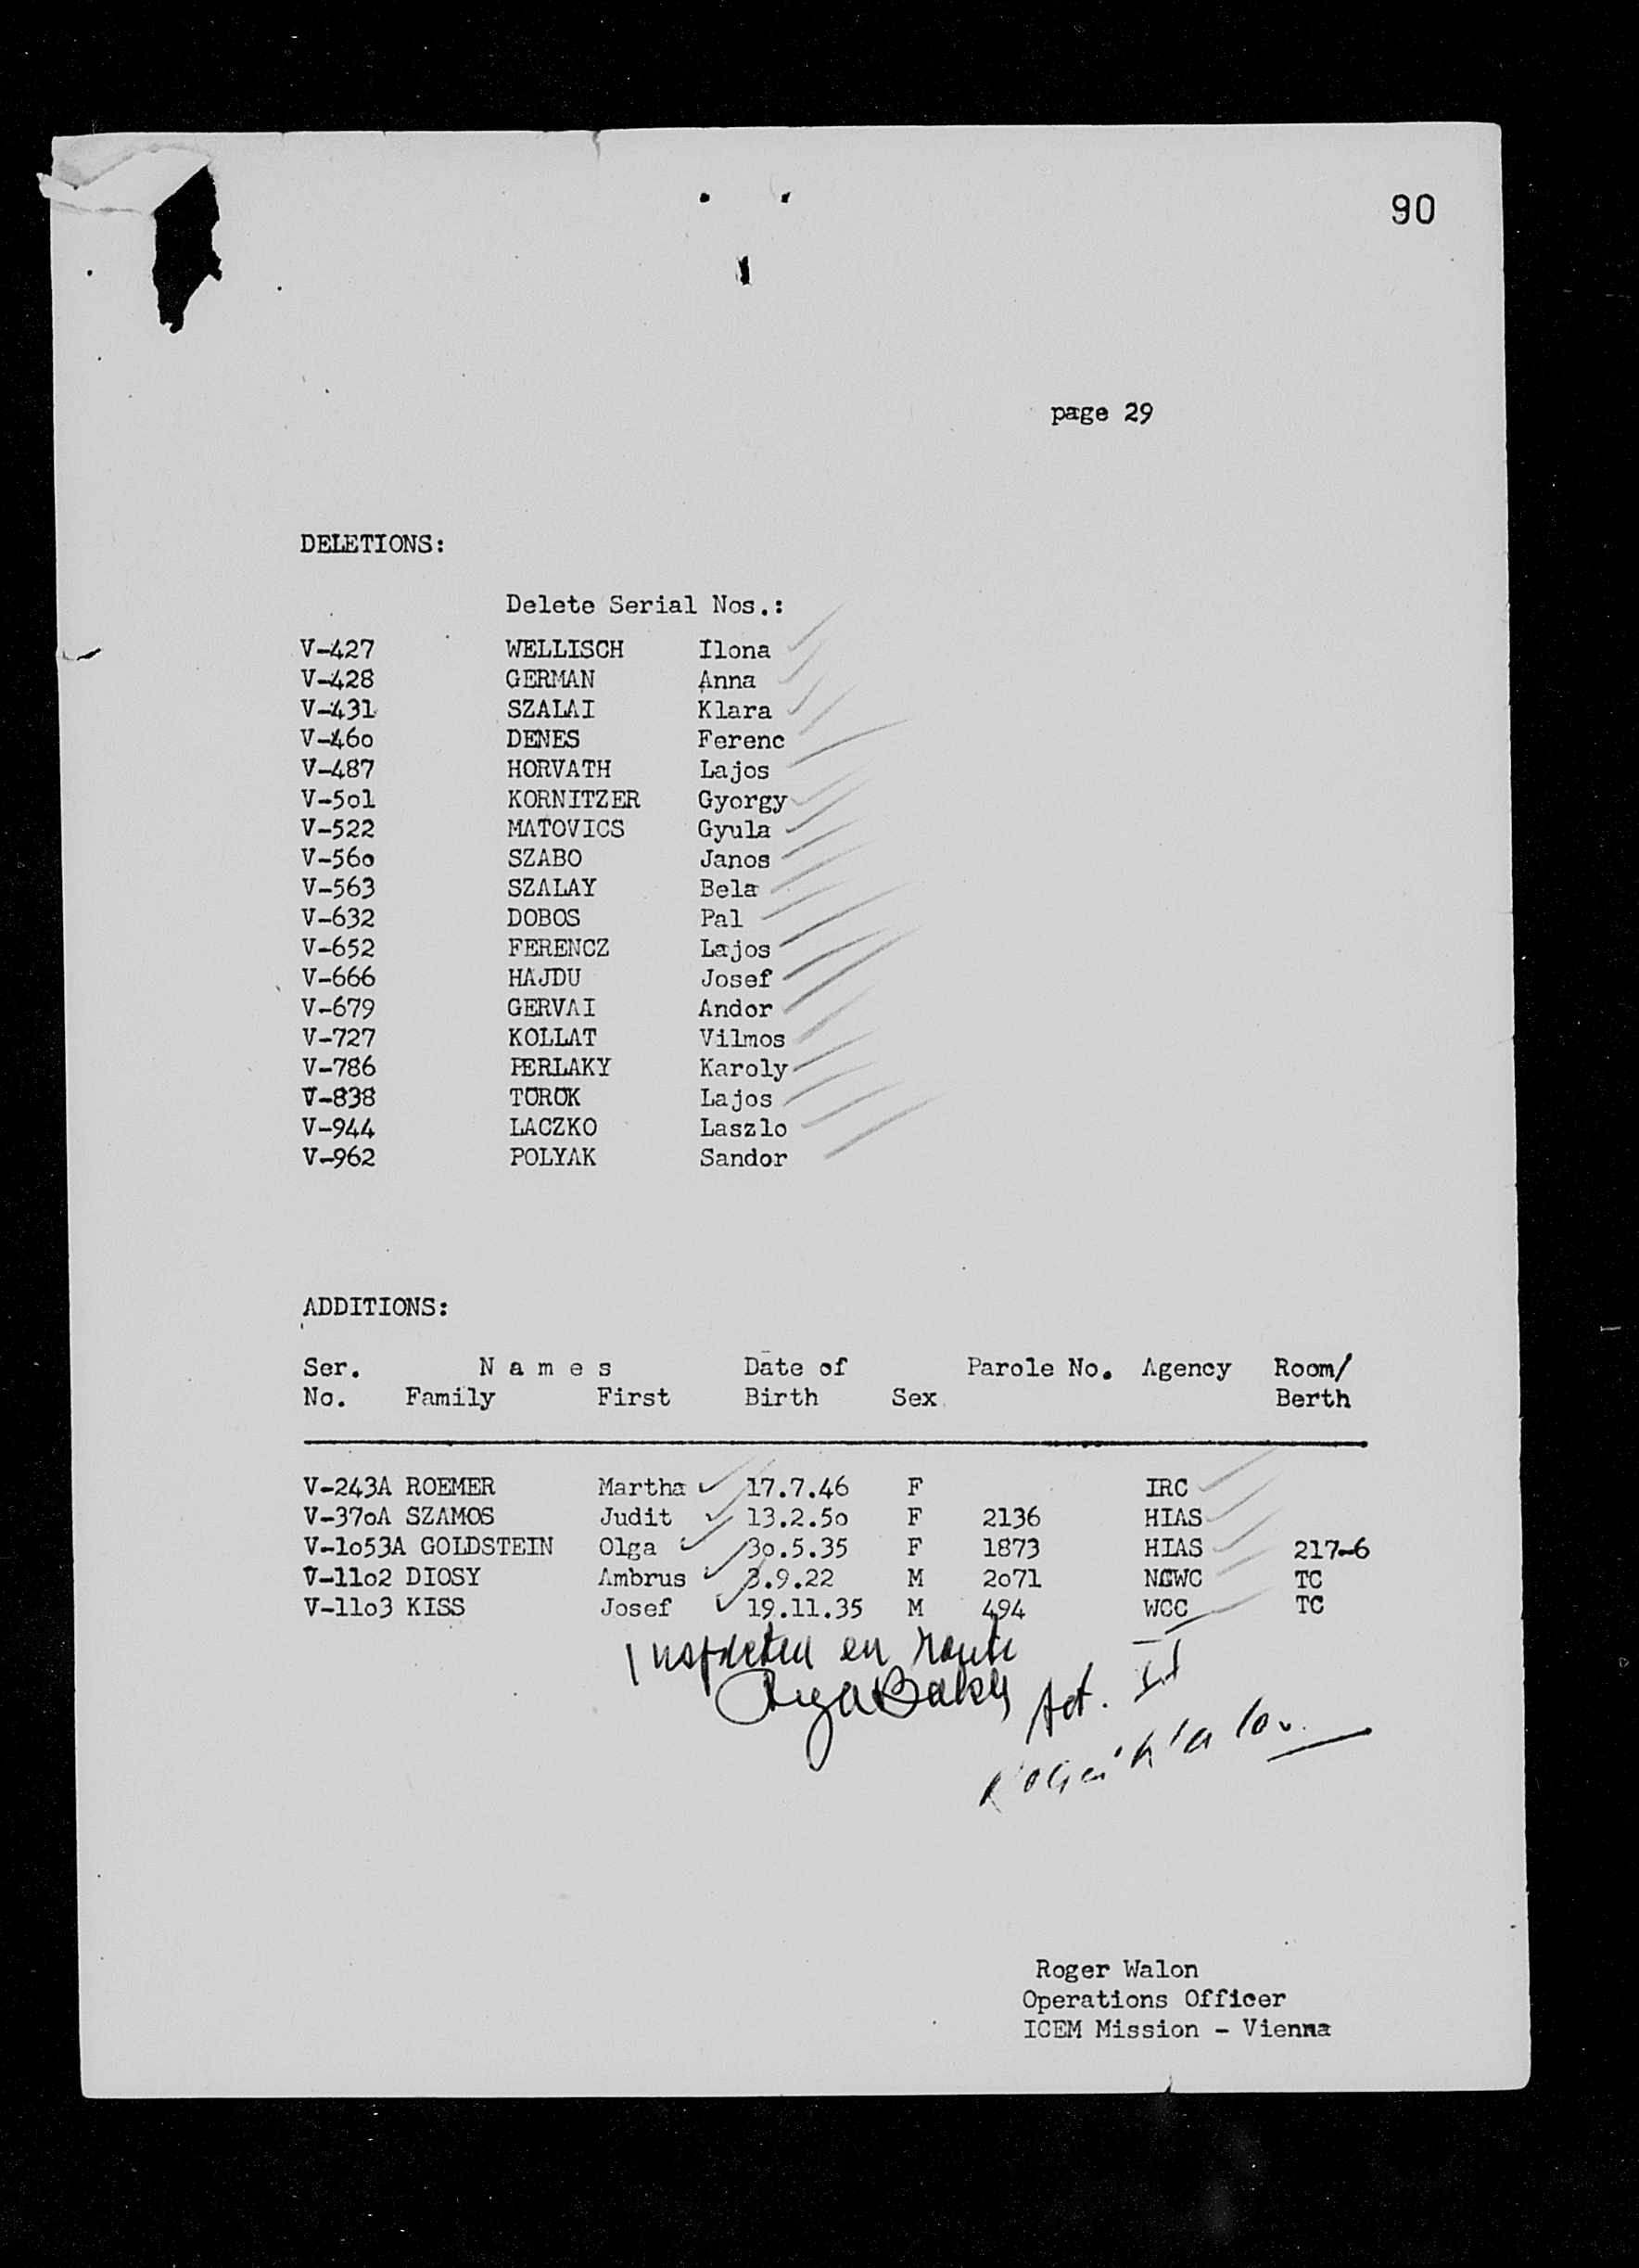 90
page 29
DELETIONS:
Delete Serial Nos.:
V-427 WELLISCH Ilona
V-428 GERMAN Anna
V-431 SZALAI Klara
V-46o DENES Ferenc
V-487 HORVATH Lajos
V-5ol KORNITZER Gyorgy
V-522 MATOVICS Gyula
V-56o SZABO Janos
V-563 SZALAY Bela
V-632 DOBOS Pal
V-652 FERENCZ Lajos
V-666 HAJDU Josef
V-679 GERVAI Andor
V-727 KOLLAT Vilmos
V-786 PERLAKY Karoly
V-838 TÖRÖK Lajos
V-944 LACZKO Laszlo
V-962 POLYAK Sandor
ADDITIONS:
Ser. N a m e s Date of Parole No. Agency Room/
No. Family First Birth Sex Berth
V-243A ROEMER Martha 17.7.46 F IRC
V-37oA SZAMOS Judit 13.2.5o F 2136 HIAS
V-1o53A GOLDSTEIN Olga 3o.5.35 F 1873 HIAS 217-6
V-11o2 DIOSY Ambrus 3.9.22 M 2o71 NCWC TC
V-11o3 KISS Josef 19.11.35 M 494 WCC TC
Inspected en route
Roger Walon
Roger Walon
Operations Officer
ICEM Mission - Vienna